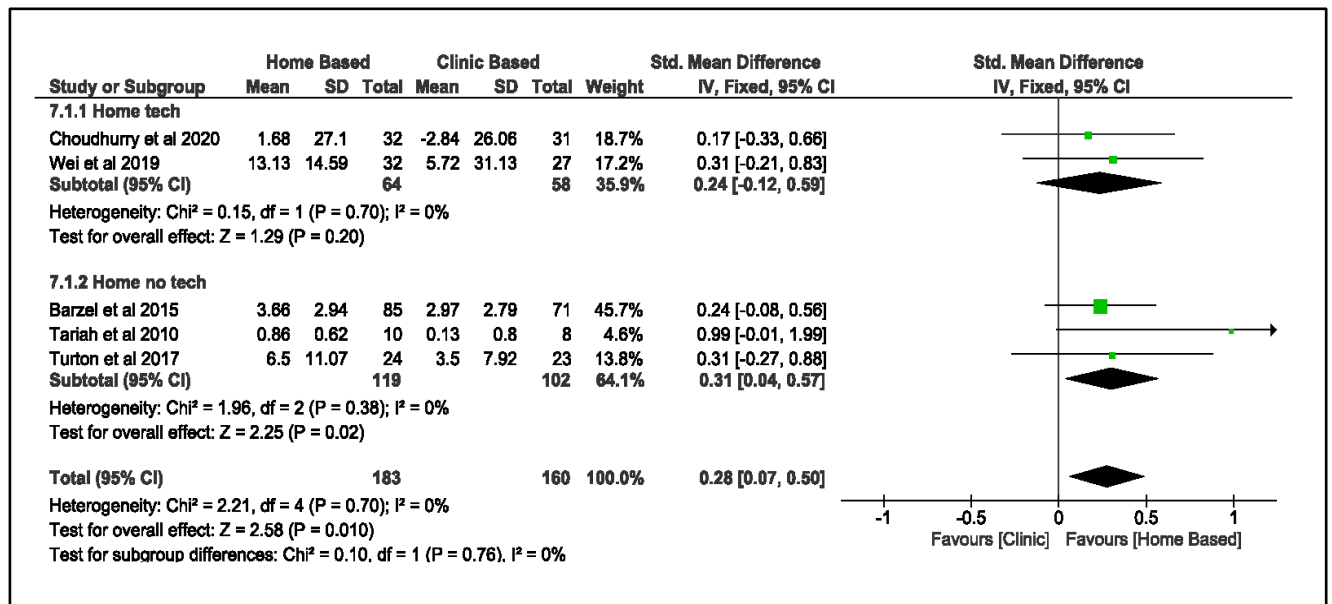 Home Based Clinic Based Std. Mean Difference Std. Mean Difference
Study or Subgroup Mean SD Total Mean SD Total Weight IV, Fixed, 95% CI IV, Fixed, 95% CI
7.1.1 Home tech
Choudhurry et al 2020 1.68 27.1 32 -2.84 26.06 31 18.7% 0.17 [-0.33, 0.66]
Wei et al 2019 13.13 14.59 32 5.72 31.13 27 17.2% 0.31 [-0.21, 0.83]
Subtotal (95% CI) 64 58 35.9% 0.24 [-0.12, 0.59]
Heterogeneity: Chi² = 0.15, df = 1 (P = 0.70); I² = 0%
Test for overall effect: Z = 1.29 (P = 0.20)
7.1.2 Home no tech
Barzel et al 2015 3.66 2.94 85 2.97 2.79 71 45.7% 0.24 [-0.08, 0.56]
Tariah et al 2010 0.86 0.62 10 0.13 0.8 8 4.6% 0.99 [-0.01, 1.99]
Turton et al 2017 6.5 11.07 24 3.5 7.92 23 13.8% 0.31 [-0.27, 0.88]
Subtotal (95% CI) 119 102 64.1% 0.31 [0.04, 0.57]
Heterogeneity: Chi² = 1.96, df = 2 (P = 0.38); I² = 0%
Test for overall effect: Z = 2.25 (P = 0.02)
Total (95% CI) 183 160 100.0% 0.28 [0.07, 0.50]
Heterogeneity: Chi² = 2.21, df = 4 (P = 0.70); I² = 0%
Test for overall effect: Z = 2.58 (P = 0.010)
Test for subgroup differences: Chi² = 0.10, df = 1 (P = 0.76), I² = 0%
-1 -0.5 0 0.5 1
Favours [Clinic] Favours [Home Based]